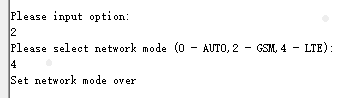 Please input option:
2
Please select network mode (0 - AUTO,2 - GSM,4 - LTE):
4
Set network mode over